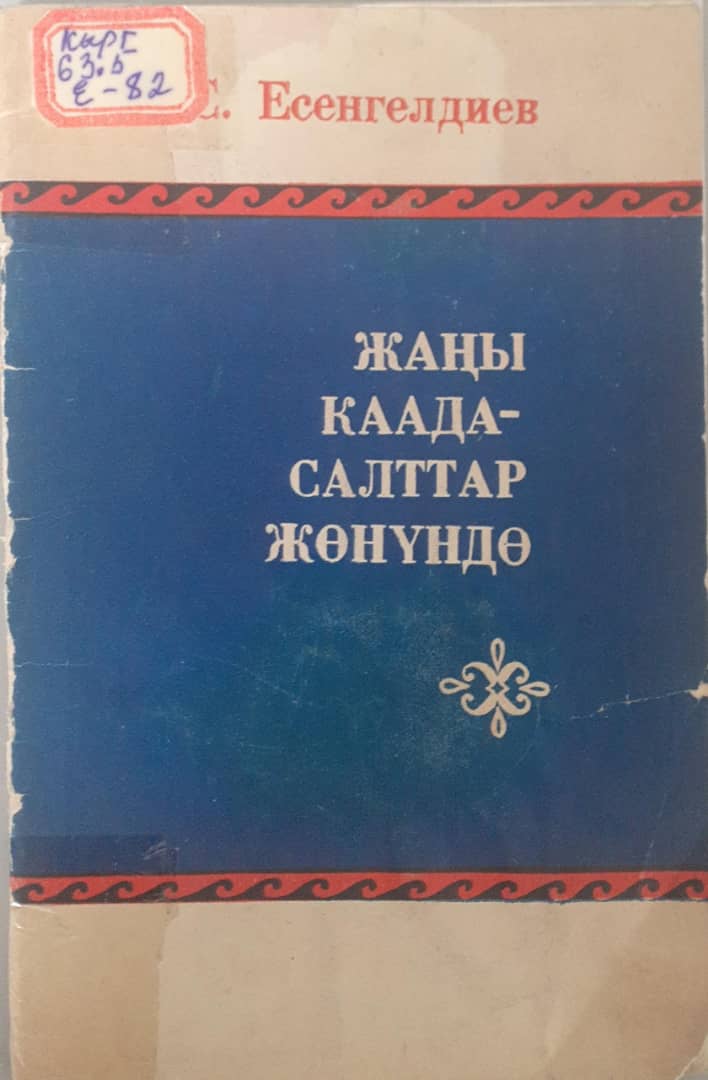 Кырг
63.5
Е-82
С. Есенгелдиев
ЖАҢЫ
КААДА-
САЛТТАР
ЖӨНҮНДӨ